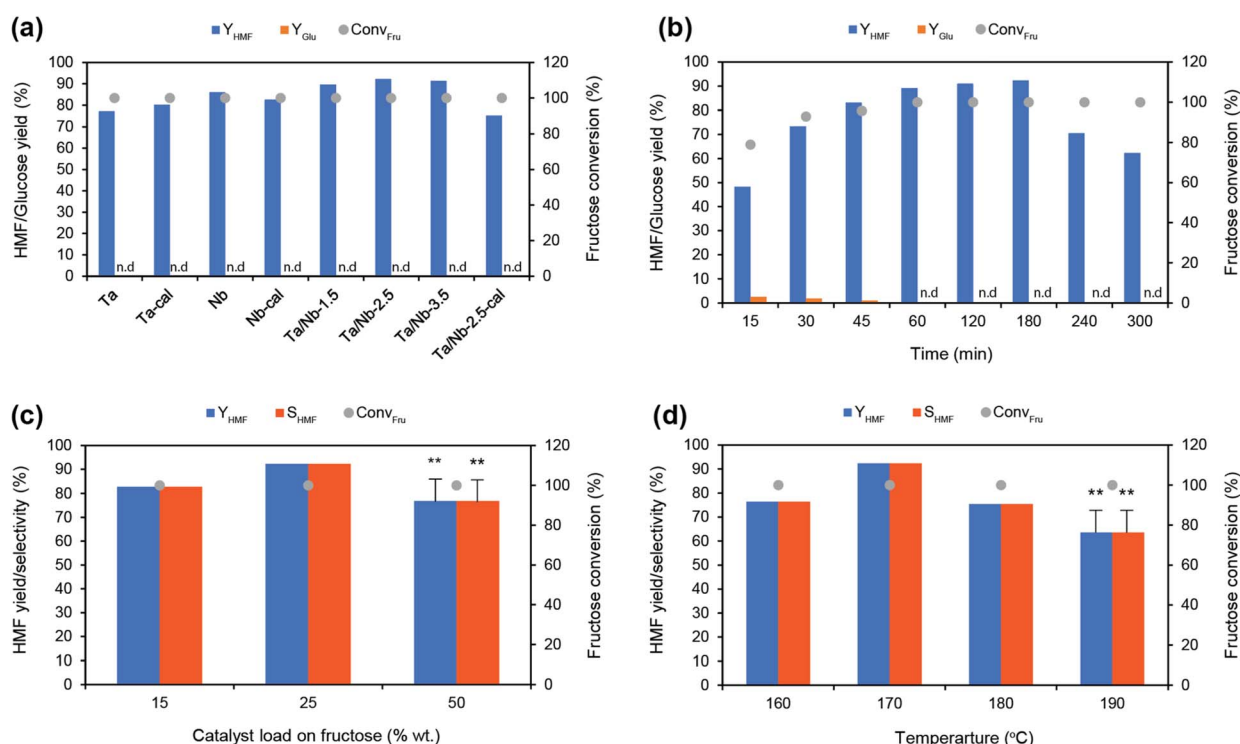 (a)
Y_HMF Y_Glu Conv_Fru
HMF/Glucose yield (%)
100
90
80
70
60
50
40
30
20
10
0
n.d n.d n.d n.d n.d n.d n.d n.d
Ta Ta-cal Nb Nb-cal Ta/Nb-1.5 Ta/Nb-2.5 Ta/Nb-3.5 Ta/Nb-2.5-cal
120
100
80
60
40
20
0
Fructose conversion (%)
(b)
Y_HMF Y_Glu Conv_Fru
HMF/Glucose yield (%)
100
90
80
70
60
50
40
30
20
10
0
n.d n.d n.d n.d n.d
15 30 45 60 120 180 240 300
Time (min)
120
100
80
60
40
20
0
Fructose conversion (%)
(c)
Y_HMF S_HMF Conv_Fru
HMF yield/selectivity (%)
100
90
80
70
60
50
40
30
20
10
0
** **
15 25 50
Catalyst load on fructose (% wt.)
120
100
80
60
40
20
0
Fructose conversion (%)
(d)
Y_HMF S_HMF Conv_Fru
HMF yield/selectivity (%)
100
90
80
70
60
50
40
30
20
10
0
** **
160 170 180 190
Temperarture (°C)
120
100
80
60
40
20
0
Fructose conversion (%)